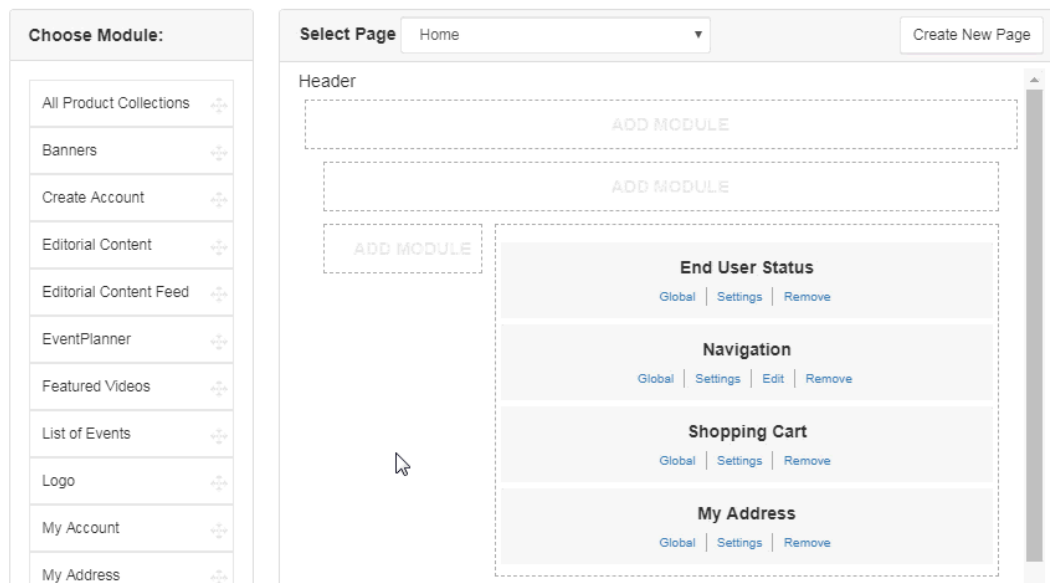 Choose Module:
All Product Collections
Banners
Create Account
Editorial Content
Editorial Content Feed
EventPlanner
Featured Videos
List of Events
Logo
My Account
My Address
Select Page Home Create New Page
Header
ADD MODULE
ADD MODULE
ADD MODULE
End User Status
Global Settings Remove
Navigation
Global Settings Edit Remove
Shopping Cart
Global Settings Remove
My Address
Global Settings Remove